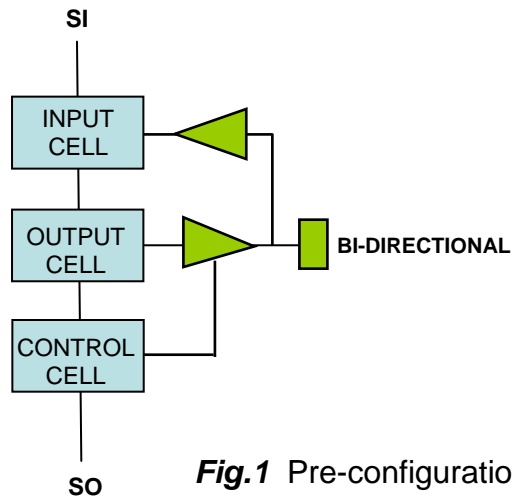 SI
INPUT
CELL
OUTPUT
CELL
BI-DIRECTIONAL
CONTROL
CELL
SO
Fig.1 Pre-configuratio